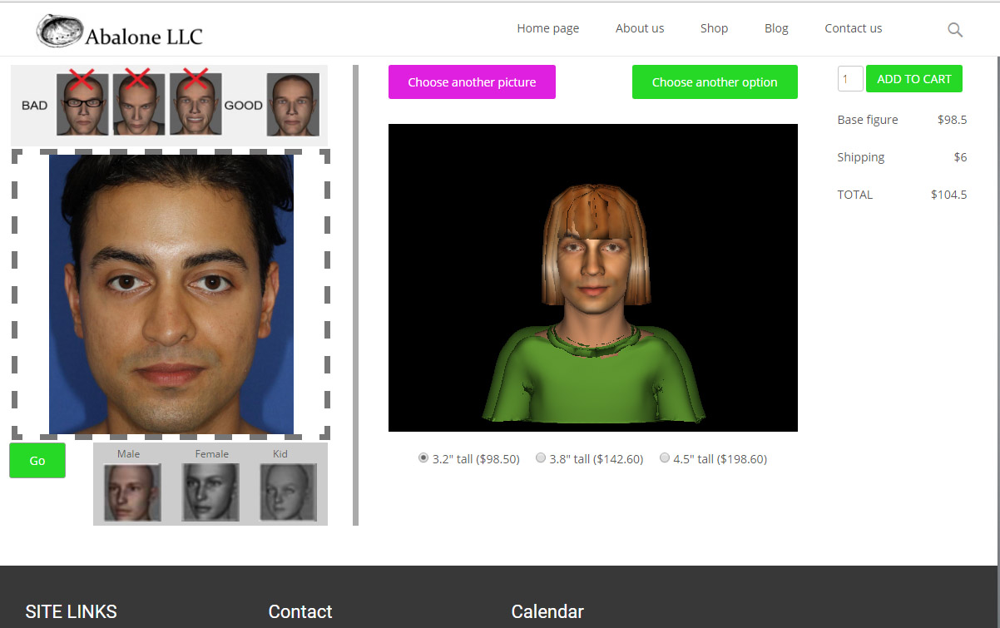 Abalone LLC
Home page About us Shop Blog Contact us
BAD GOOD
Choose another picture Choose another option
1 ADD TO CART
Base figure $98.5
Shipping $6
TOTAL $104.5
Go
Male Female Kid
3.2" tall ($98.50) 3.8" tall ($142.60) 4.5" tall ($198.60)
SITE LINKS Contact Calendar